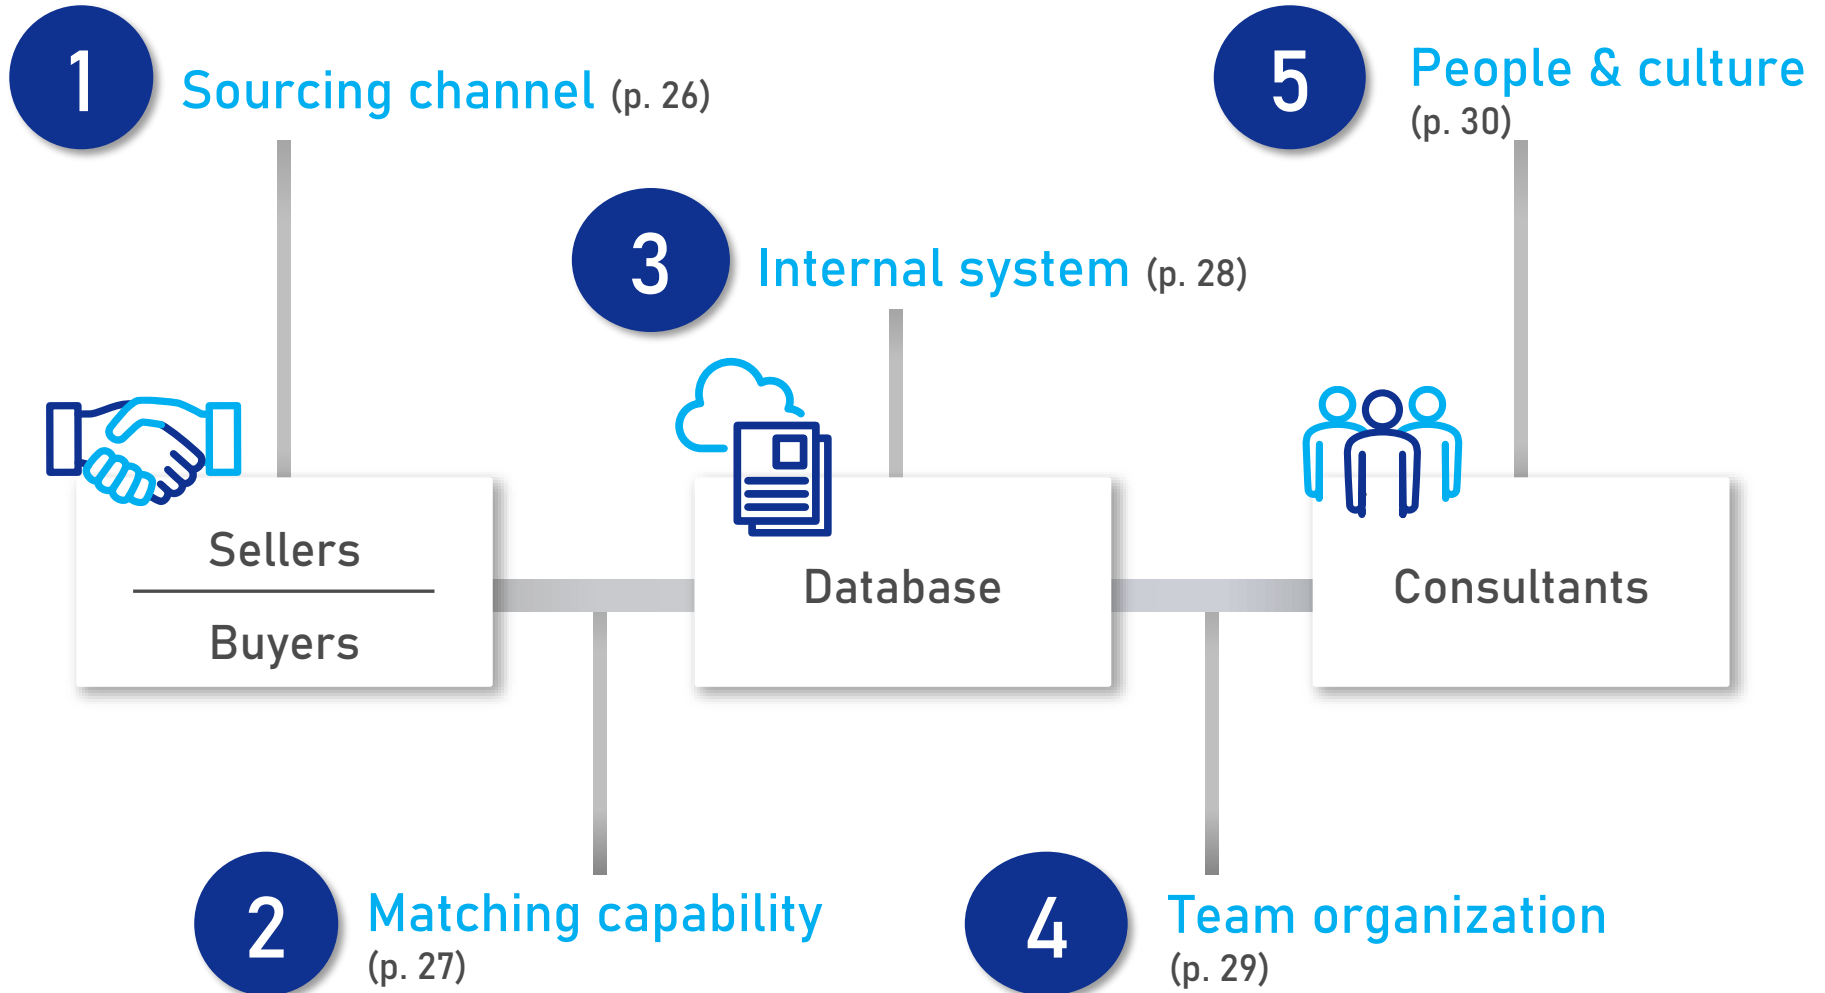 1
Sourcing channel (p. 26)
5
People & culture
(p. 30)
3
Internal system (p. 28)
Sellers
Buyers
Database
Consultants
2
Matching capability
(p. 27)
4
Team organization
(p. 29)